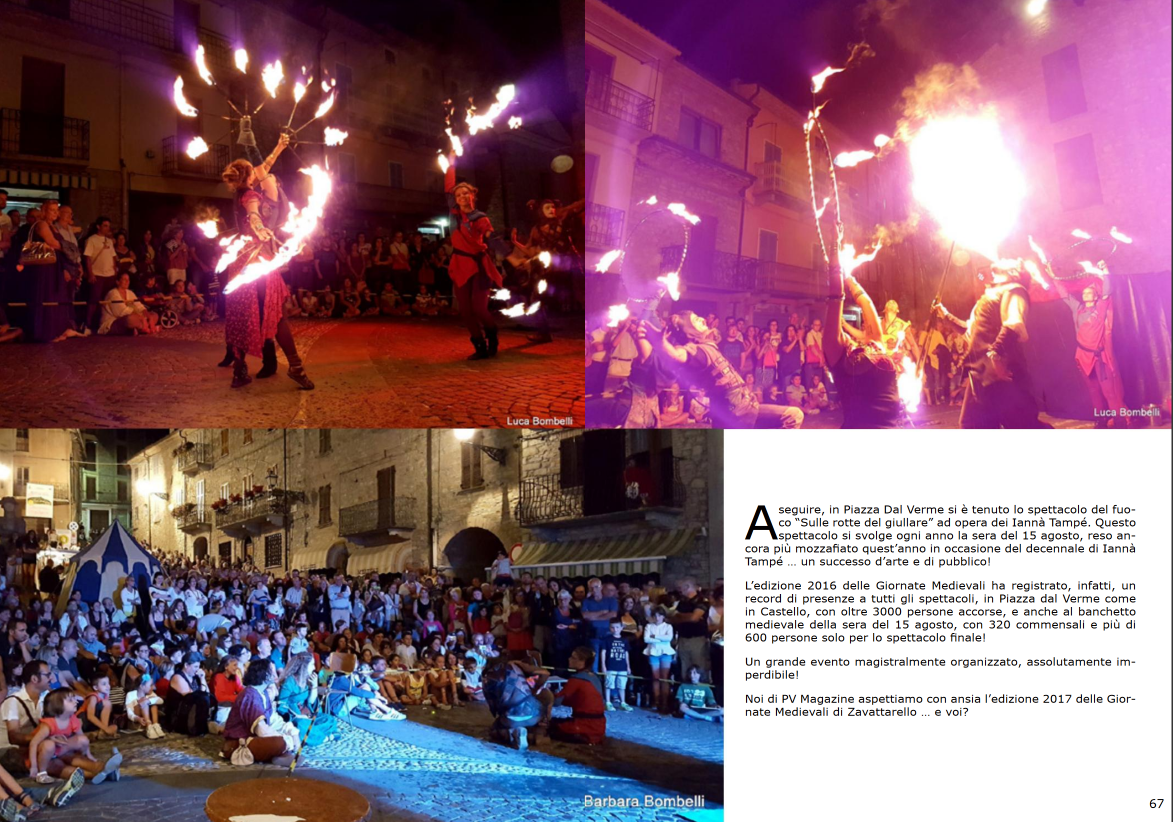 Luca Bombelli
Luca Bombelli
Barbara Bombelli
A seguire, in Piazza Dal Verme si è tenuto lo spettacolo del fuo-
co “Sulle rotte del giullare” ad opera dei Iannà Tampé. Questo
spettacolo si svolge ogni anno la sera del 15 agosto, reso an-
cora più mozzafiato quest’anno in occasione del decennale di Iannà
Tampé ... un successo d’arte e di pubblico!
L’edizione 2016 delle Giornate Medievali ha registrato, infatti, un
record di presenze a tutti gli spettacoli, in Piazza dal Verme come
in Castello, con oltre 3000 persone accorse, e anche al banchetto
medievale della sera del 15 agosto, con 320 commensali e più di
600 persone solo per lo spettacolo finale!
Un grande evento magistralmente organizzato, assolutamente im-
perdibile!
Noi di PV Magazine aspettiamo con ansia l’edizione 2017 delle Gior-
nate Medievali di Zavattarello ... e voi?
67